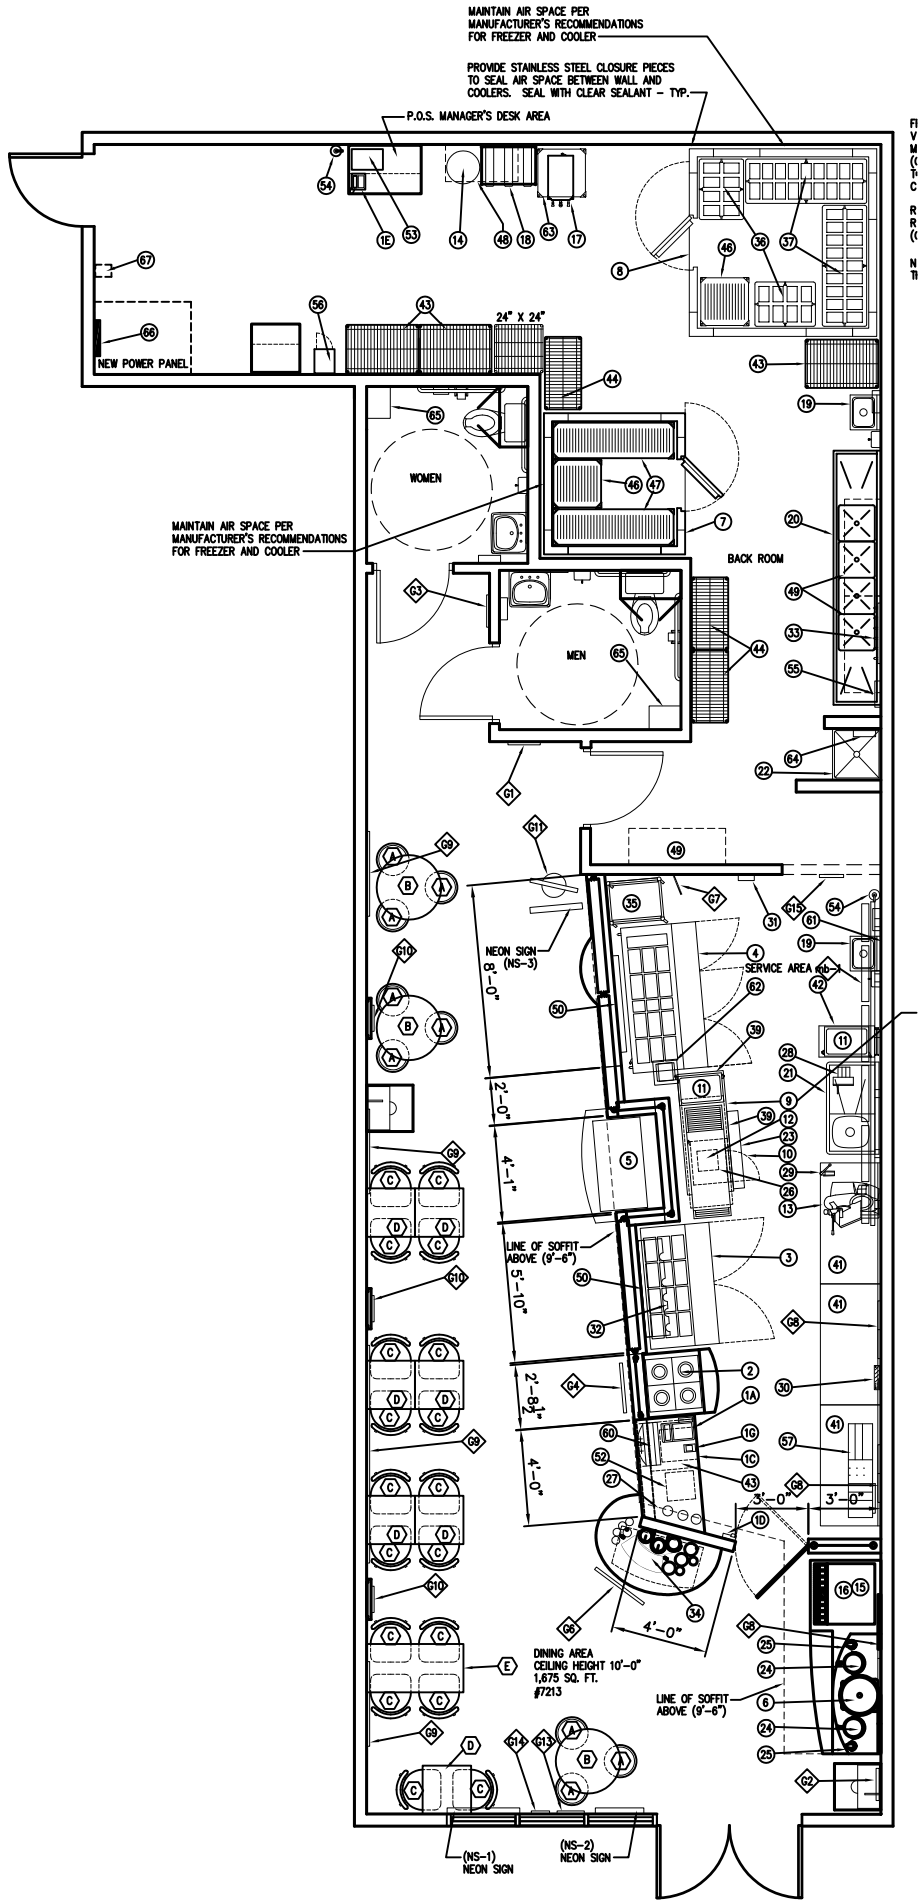 MAINTAIN AIR SPACE PER
MANUFACTURER'S RECOMMENDATIONS
FOR FREEZER AND COOLER
PROVIDE STAINLESS STEEL CLOSURE PIECES
TO SEAL AIR SPACE BETWEEN WALL AND
COOLERS. SEAL WITH CLEAR SEALANT - TYP.
P.O.S. MANAGER'S DESK AREA
54
1E
53
14
48
18
63
17
8
46
36
37
67
66
NEW POWER PANEL
56
43
24" X 24"
44
43
19
65
WOMEN
46
47
7
20
MAINTAIN AIR SPACE PER
MANUFACTURER'S RECOMMENDATIONS
FOR FREEZER AND COOLER
BACK ROOM
G3
49
33
MEN
65
44
55
64
22
G1
G11
49
G9
A
B
A
A
35
G7
31
G15
54
61
NEON SIGN
(NS-3)
4
19
G10
8'-0"
SERVICE AREA
mb-1
62
42
A
B
A
A
50
11
39
28
11
21
9
2'-0"
39
12
23
G9
5
10
4'-1"
29
26
13
C
C
D
D
C
C
LINE OF SOFFIT
ABOVE (9'-6")
3
41
G10
50
5'-10"
41
32
G8
C
C
2
G4
30
D
D
2'-8 1/2"
1A
C
C
41
60
1G
57
G9
52
1C
4'-0"
43
27
G8
C
C
3'-0"
3'-0"
D
D
1D
C
C
G10
34
16
15
G6
C
C
4'-0"
G8
25
DINING AREA
CEILING HEIGHT 10'-0"
1,675 SQ. FT.
#7213
E
24
C
C
LINE OF SOFFIT
ABOVE (9'-6")
6
G9
24
D
G14
G13
A
25
B
A
G2
C
C
A
(NS-1)
NEON SIGN
(NS-2)
NEON SIGN